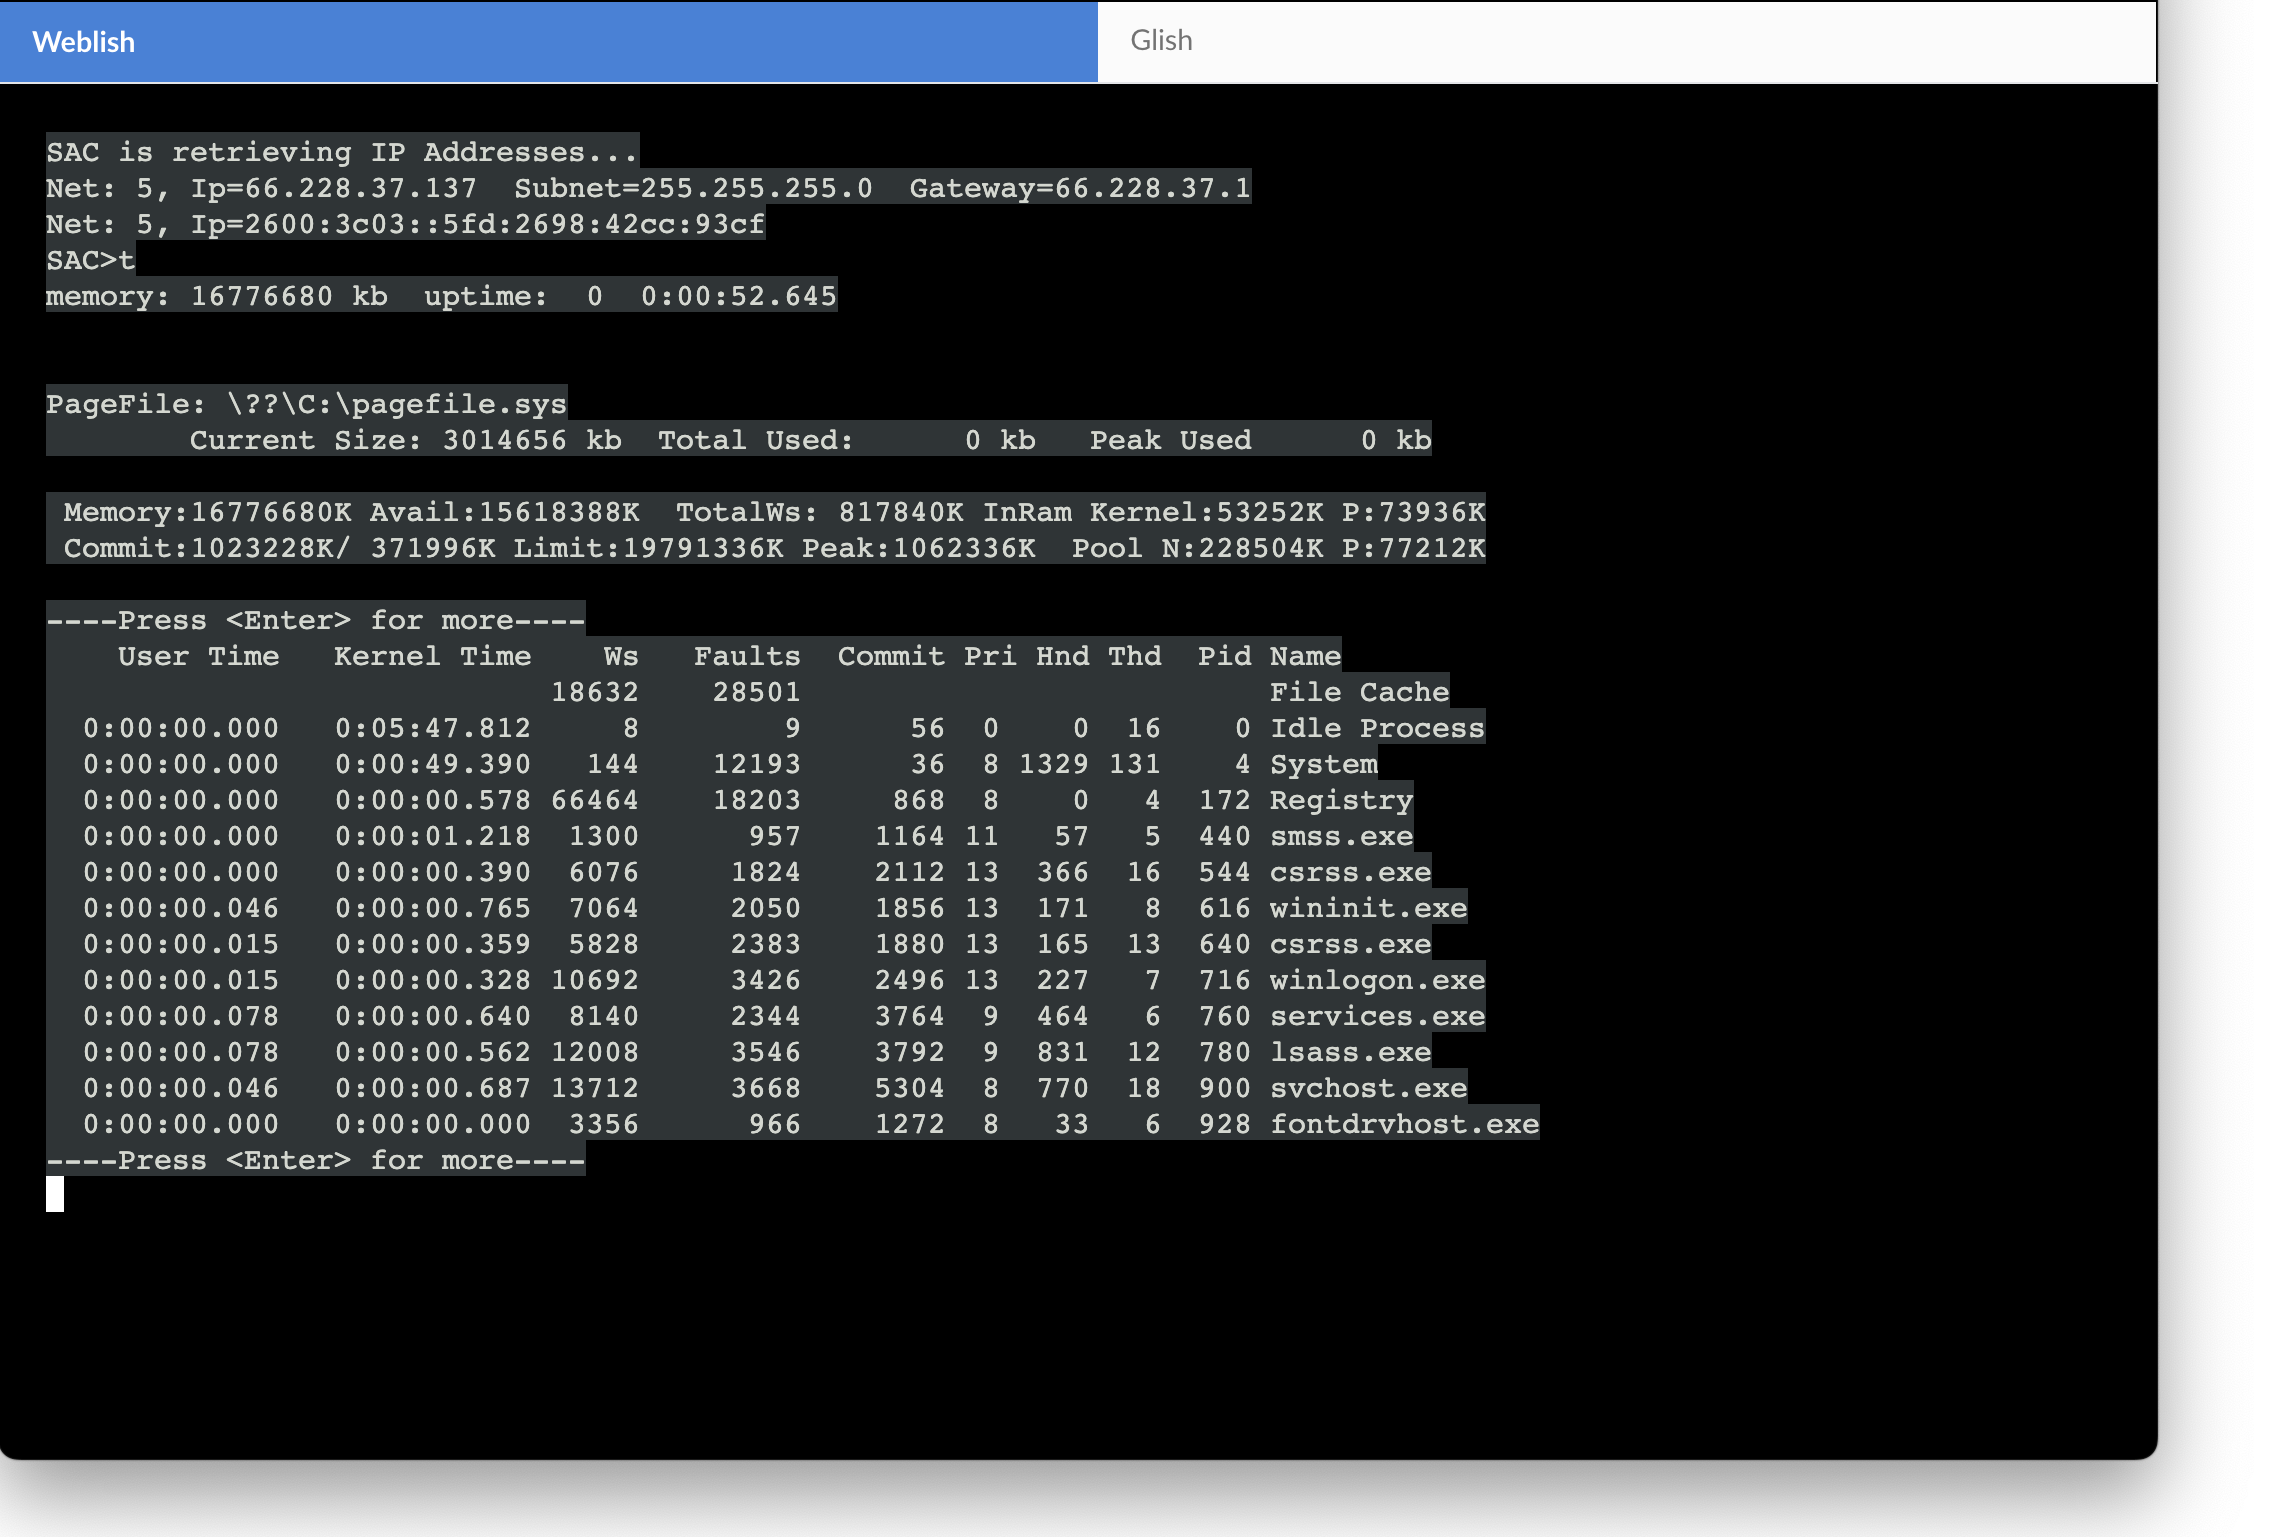 Weblish
Glish
SAC is retrieving IP Addresses...
Net: 5, Ip=66.228.37.137  Subnet=255.255.255.0  Gateway=66.228.37.1
Net: 5, Ip=2600:3c03::5fd:2698:42cc:93cf
SAC>t
memory: 16776680 kb  uptime:  0  0:00:52.645
PageFile: \??\C:\pagefile.sys
        Current Size: 3014656 kb  Total Used:      0 kb   Peak Used      0 kb
 Memory:16776680K Avail:15618388K  TotalWs: 817840K InRam Kernel:53252K P:73936K
 Commit:1023228K/ 371996K Limit:19791336K Peak:1062336K  Pool N:228504K P:77212K
----Press <Enter> for more----
    User Time   Kernel Time    Ws   Faults  Commit Pri Hnd Thd  Pid Name
                            18632    28501                          File Cache
  0:00:00.000   0:05:47.812     8        9      56  0    0  16    0 Idle Process
  0:00:00.000   0:00:49.390   144    12193      36  8 1329 131    4 System
  0:00:00.000   0:00:00.578 66464    18203     868  8    0   4  172 Registry
  0:00:00.000   0:00:01.218  1300      957    1164 11   57   5  440 smss.exe
  0:00:00.000   0:00:00.390  6076     1824    2112 13  366  16  544 csrss.exe
  0:00:00.046   0:00:00.765  7064     2050    1856 13  171   8  616 wininit.exe
  0:00:00.015   0:00:00.359  5828     2383    1880 13  165  13  640 csrss.exe
  0:00:00.015   0:00:00.328 10692     3426    2496 13  227   7  716 winlogon.exe
  0:00:00.078   0:00:00.640  8140     2344    3764  9  464   6  760 services.exe
  0:00:00.078   0:00:00.562 12008     3546    3792  9  831  12  780 lsass.exe
  0:00:00.046   0:00:00.687 13712     3668    5304  8  770  18  900 svchost.exe
  0:00:00.000   0:00:00.000  3356      966    1272  8   33   6  928 fontdrvhost.exe
----Press <Enter> for more----